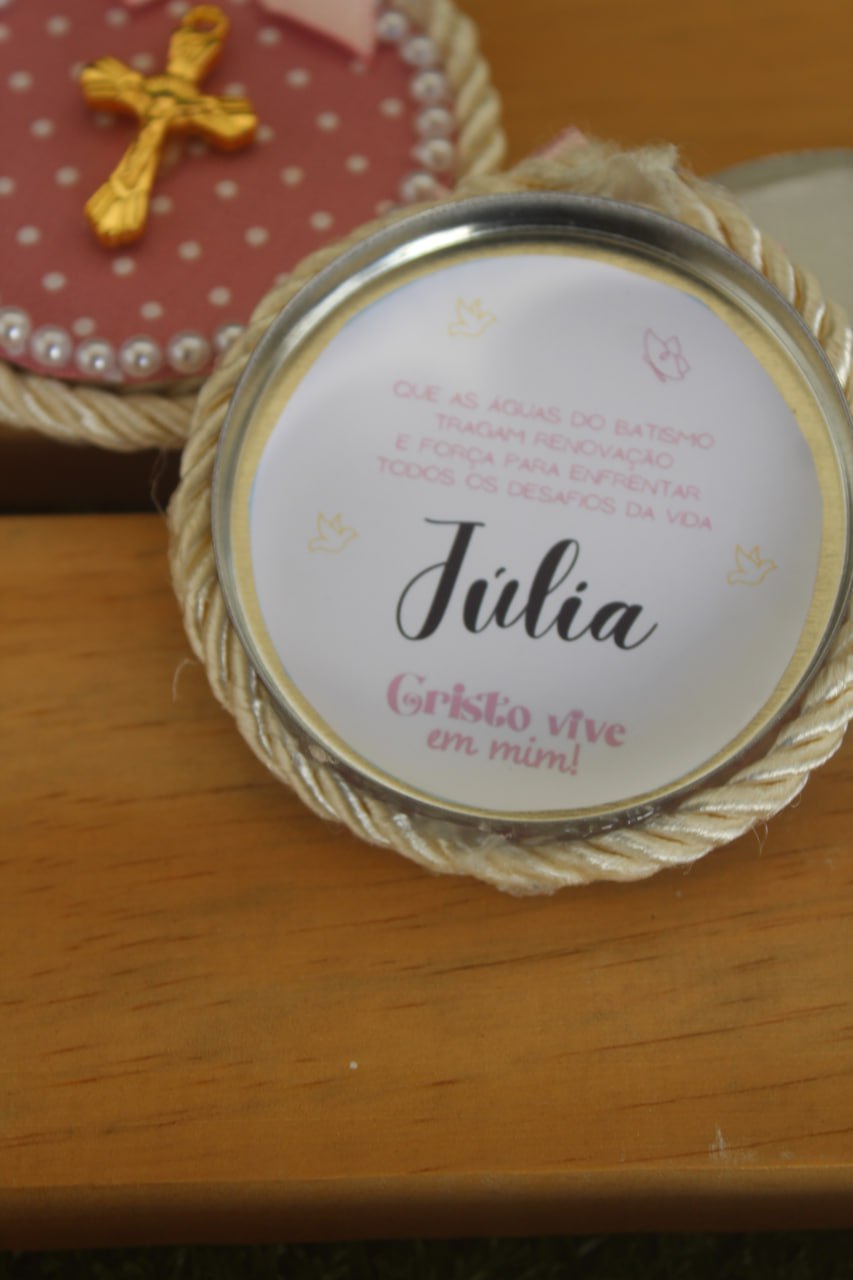 QUE AS ÁGUAS DO BATISMO
TRAGAM RENOVAÇÃO
E FORÇA PARA ENFRENTAR
TODOS OS DESAFIOS DA VIDA
Júlia
Cristo vive
em mim!